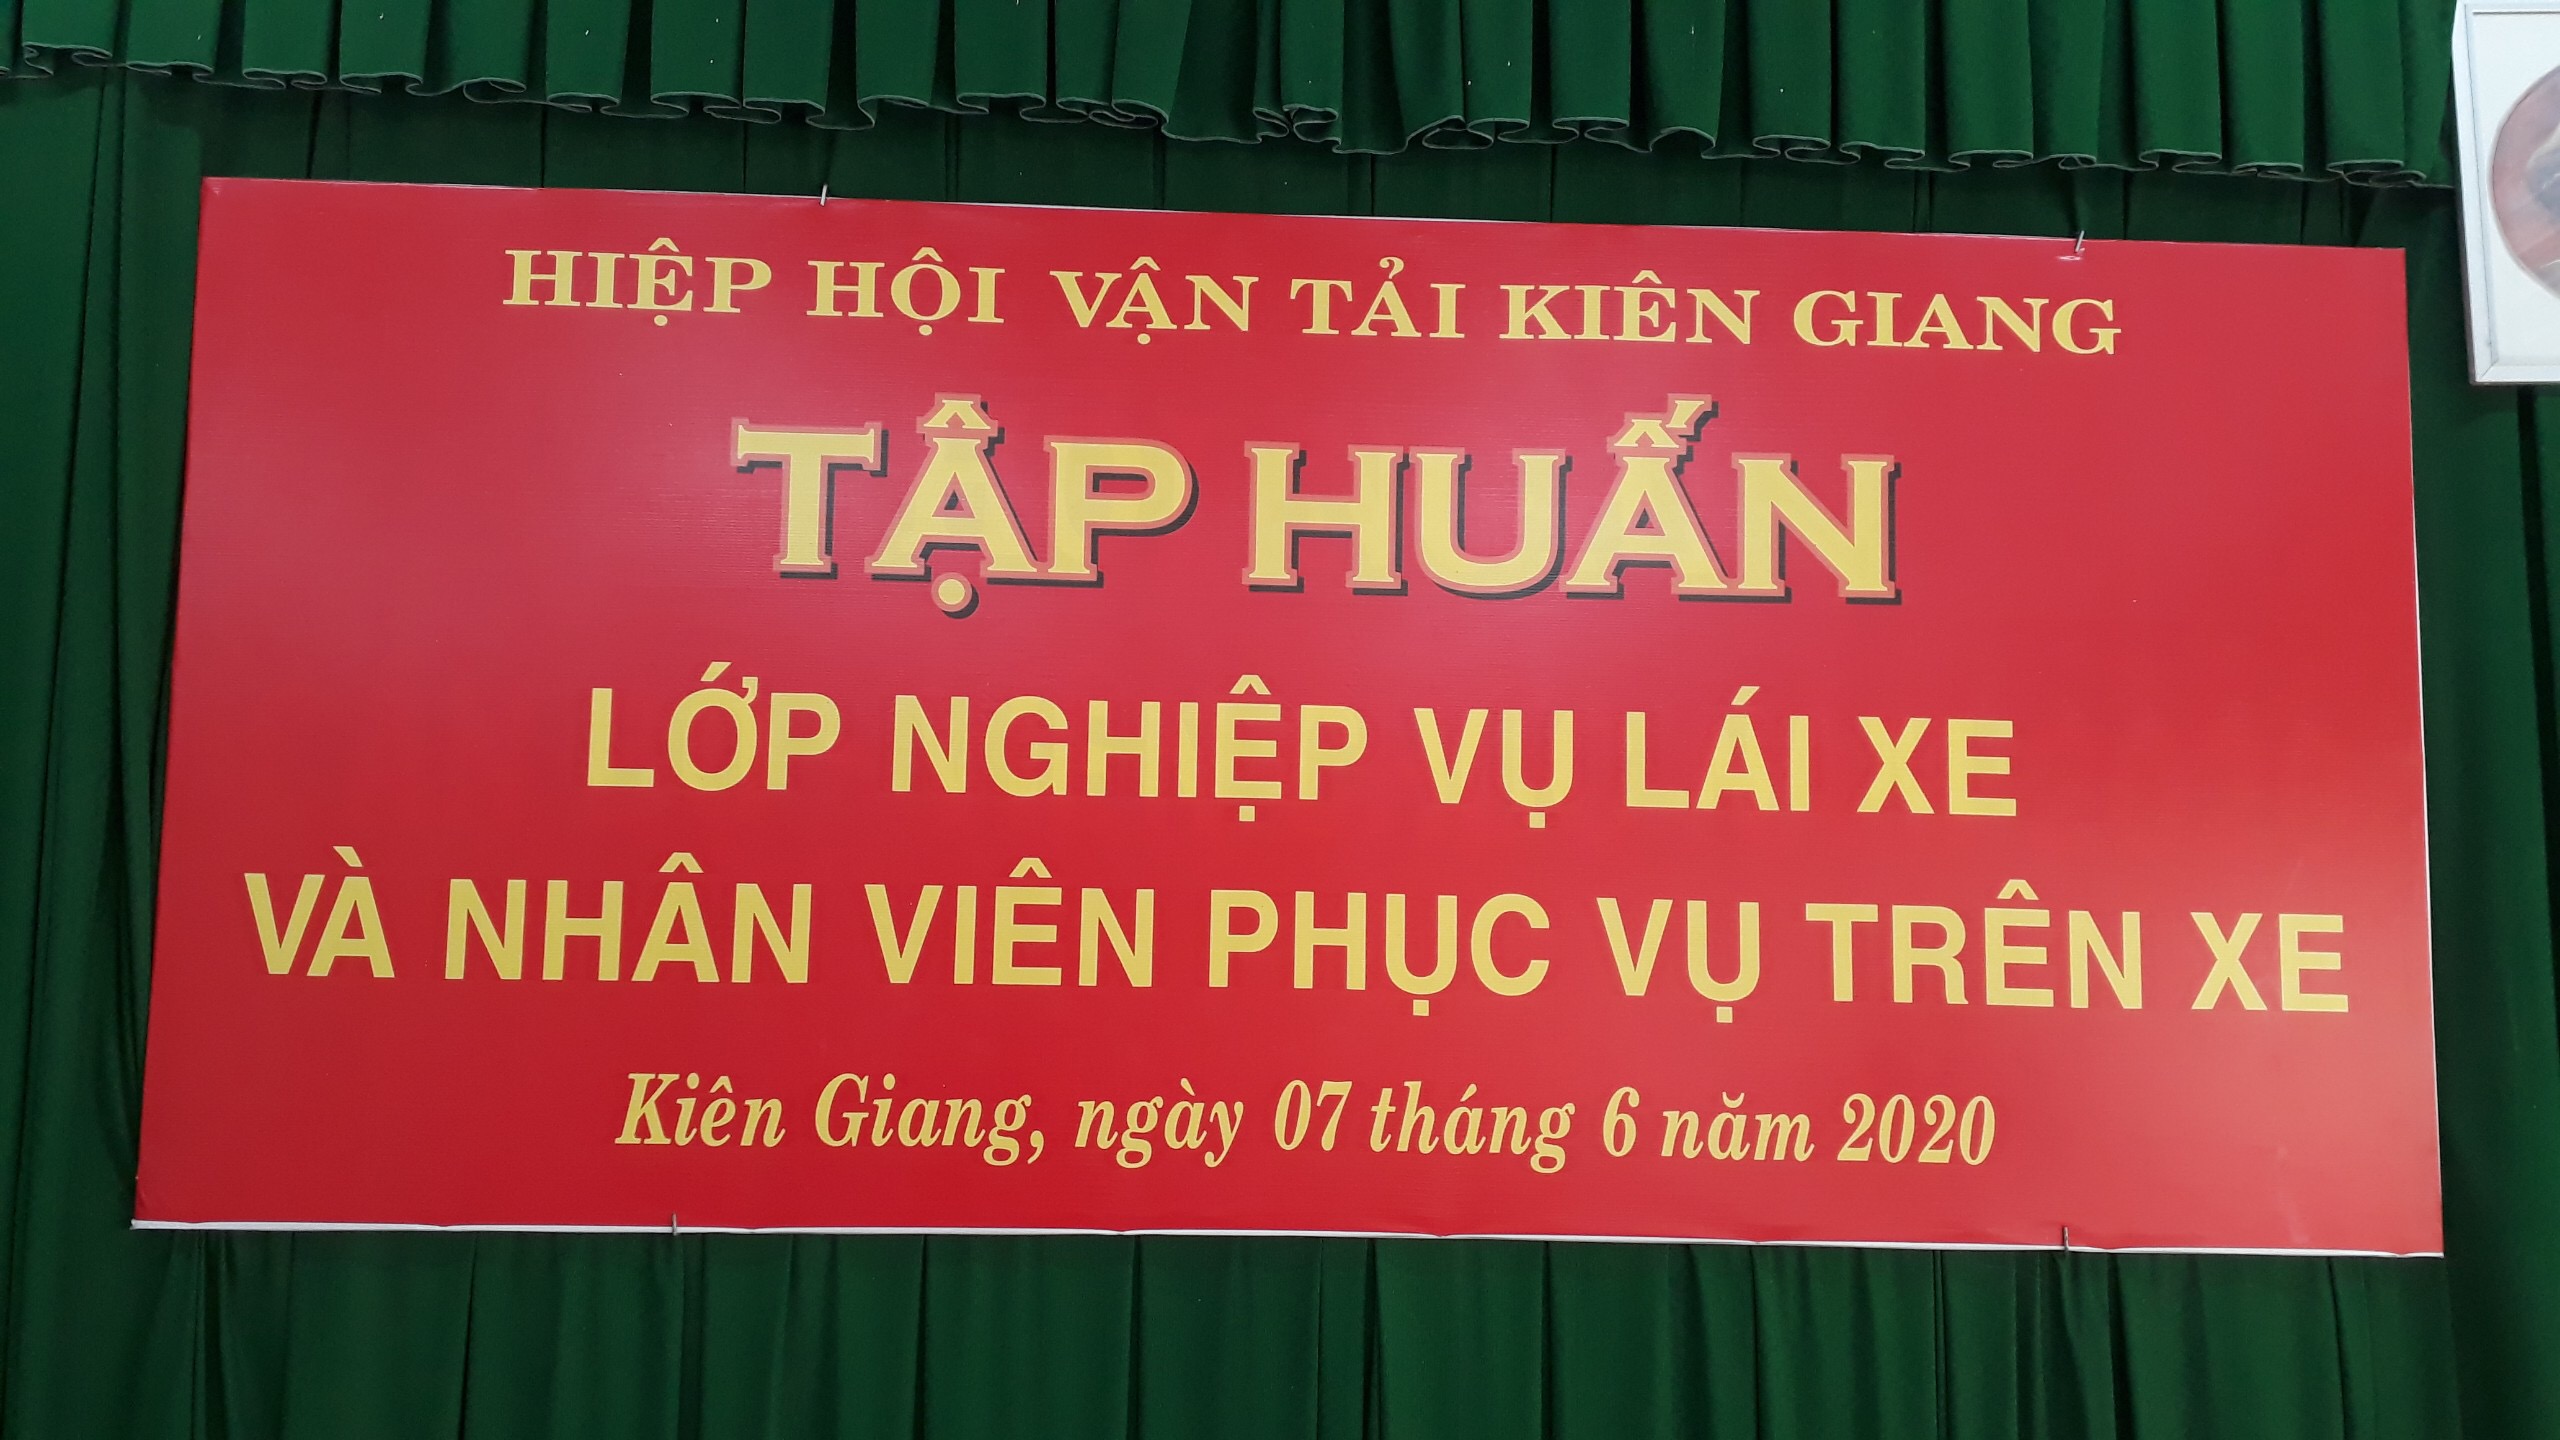 HIỆP HỘI VẬN TẢI KIÊN GIANG
TẬP HUẤN
LỚP NGHIỆP VỤ LÁI XE
VÀ NHÂN VIÊN PHỤC VỤ TRÊN XE
Kiên Giang, ngày 07 tháng 6 năm 2020